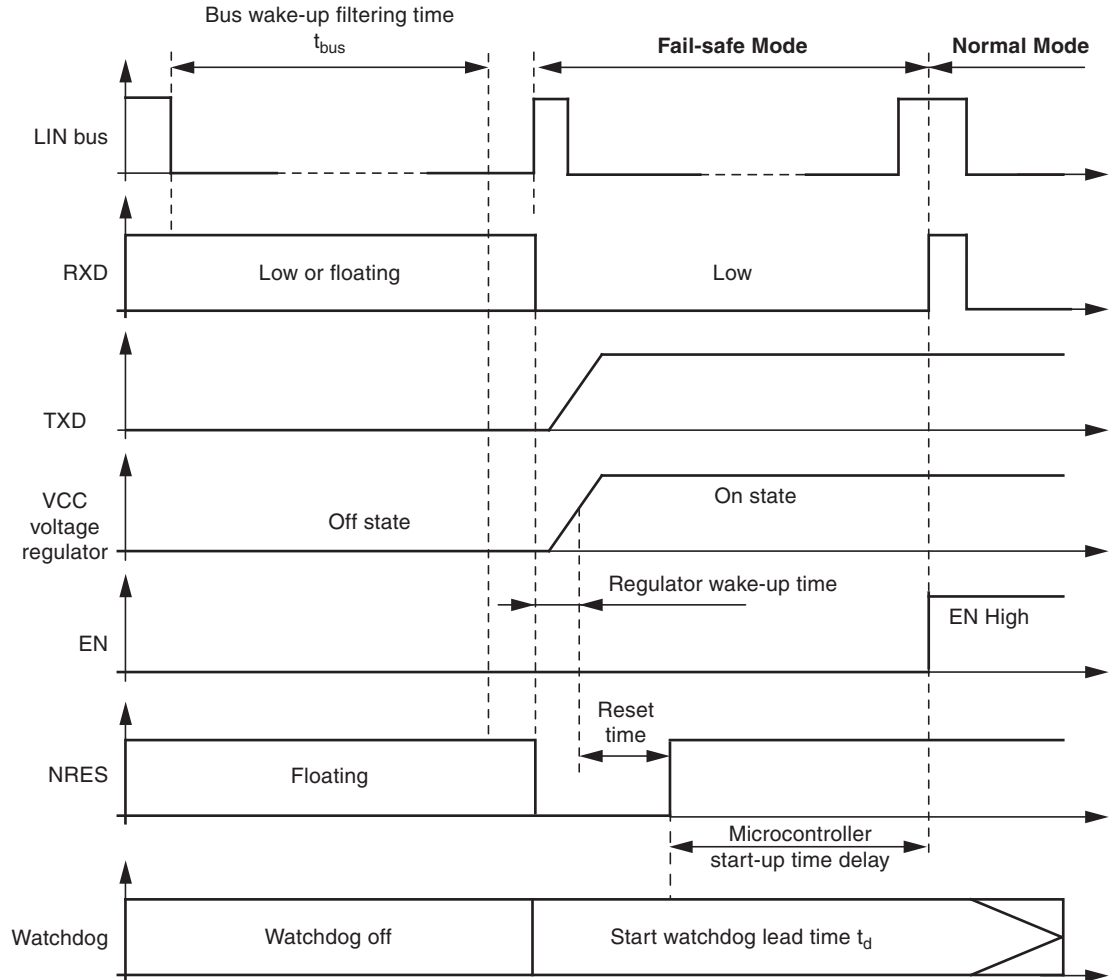 Bus wake-up filtering time
tbus
Fail-safe Mode
Normal Mode
LIN bus
RXD
Low or floating
Low
TXD
VCC
voltage
regulator
Off state
On state
Regulator wake-up time
EN
EN High
Reset
time
NRES
Floating
Microcontroller
start-up time delay
Watchdog
Watchdog off
Start watchdog lead time td